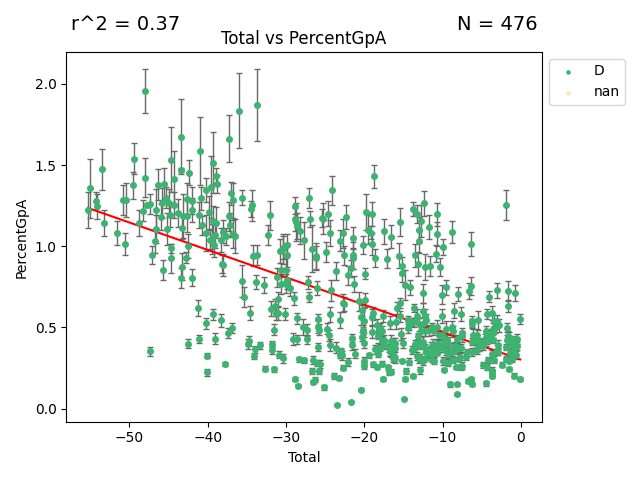 r^2 = 0.37
N = 476
Total vs PercentGpA
D
nan
PercentGpA
2.0
1.5
1.0
0.5
0.0
−50
−40
−30
−20
−10
0
Total